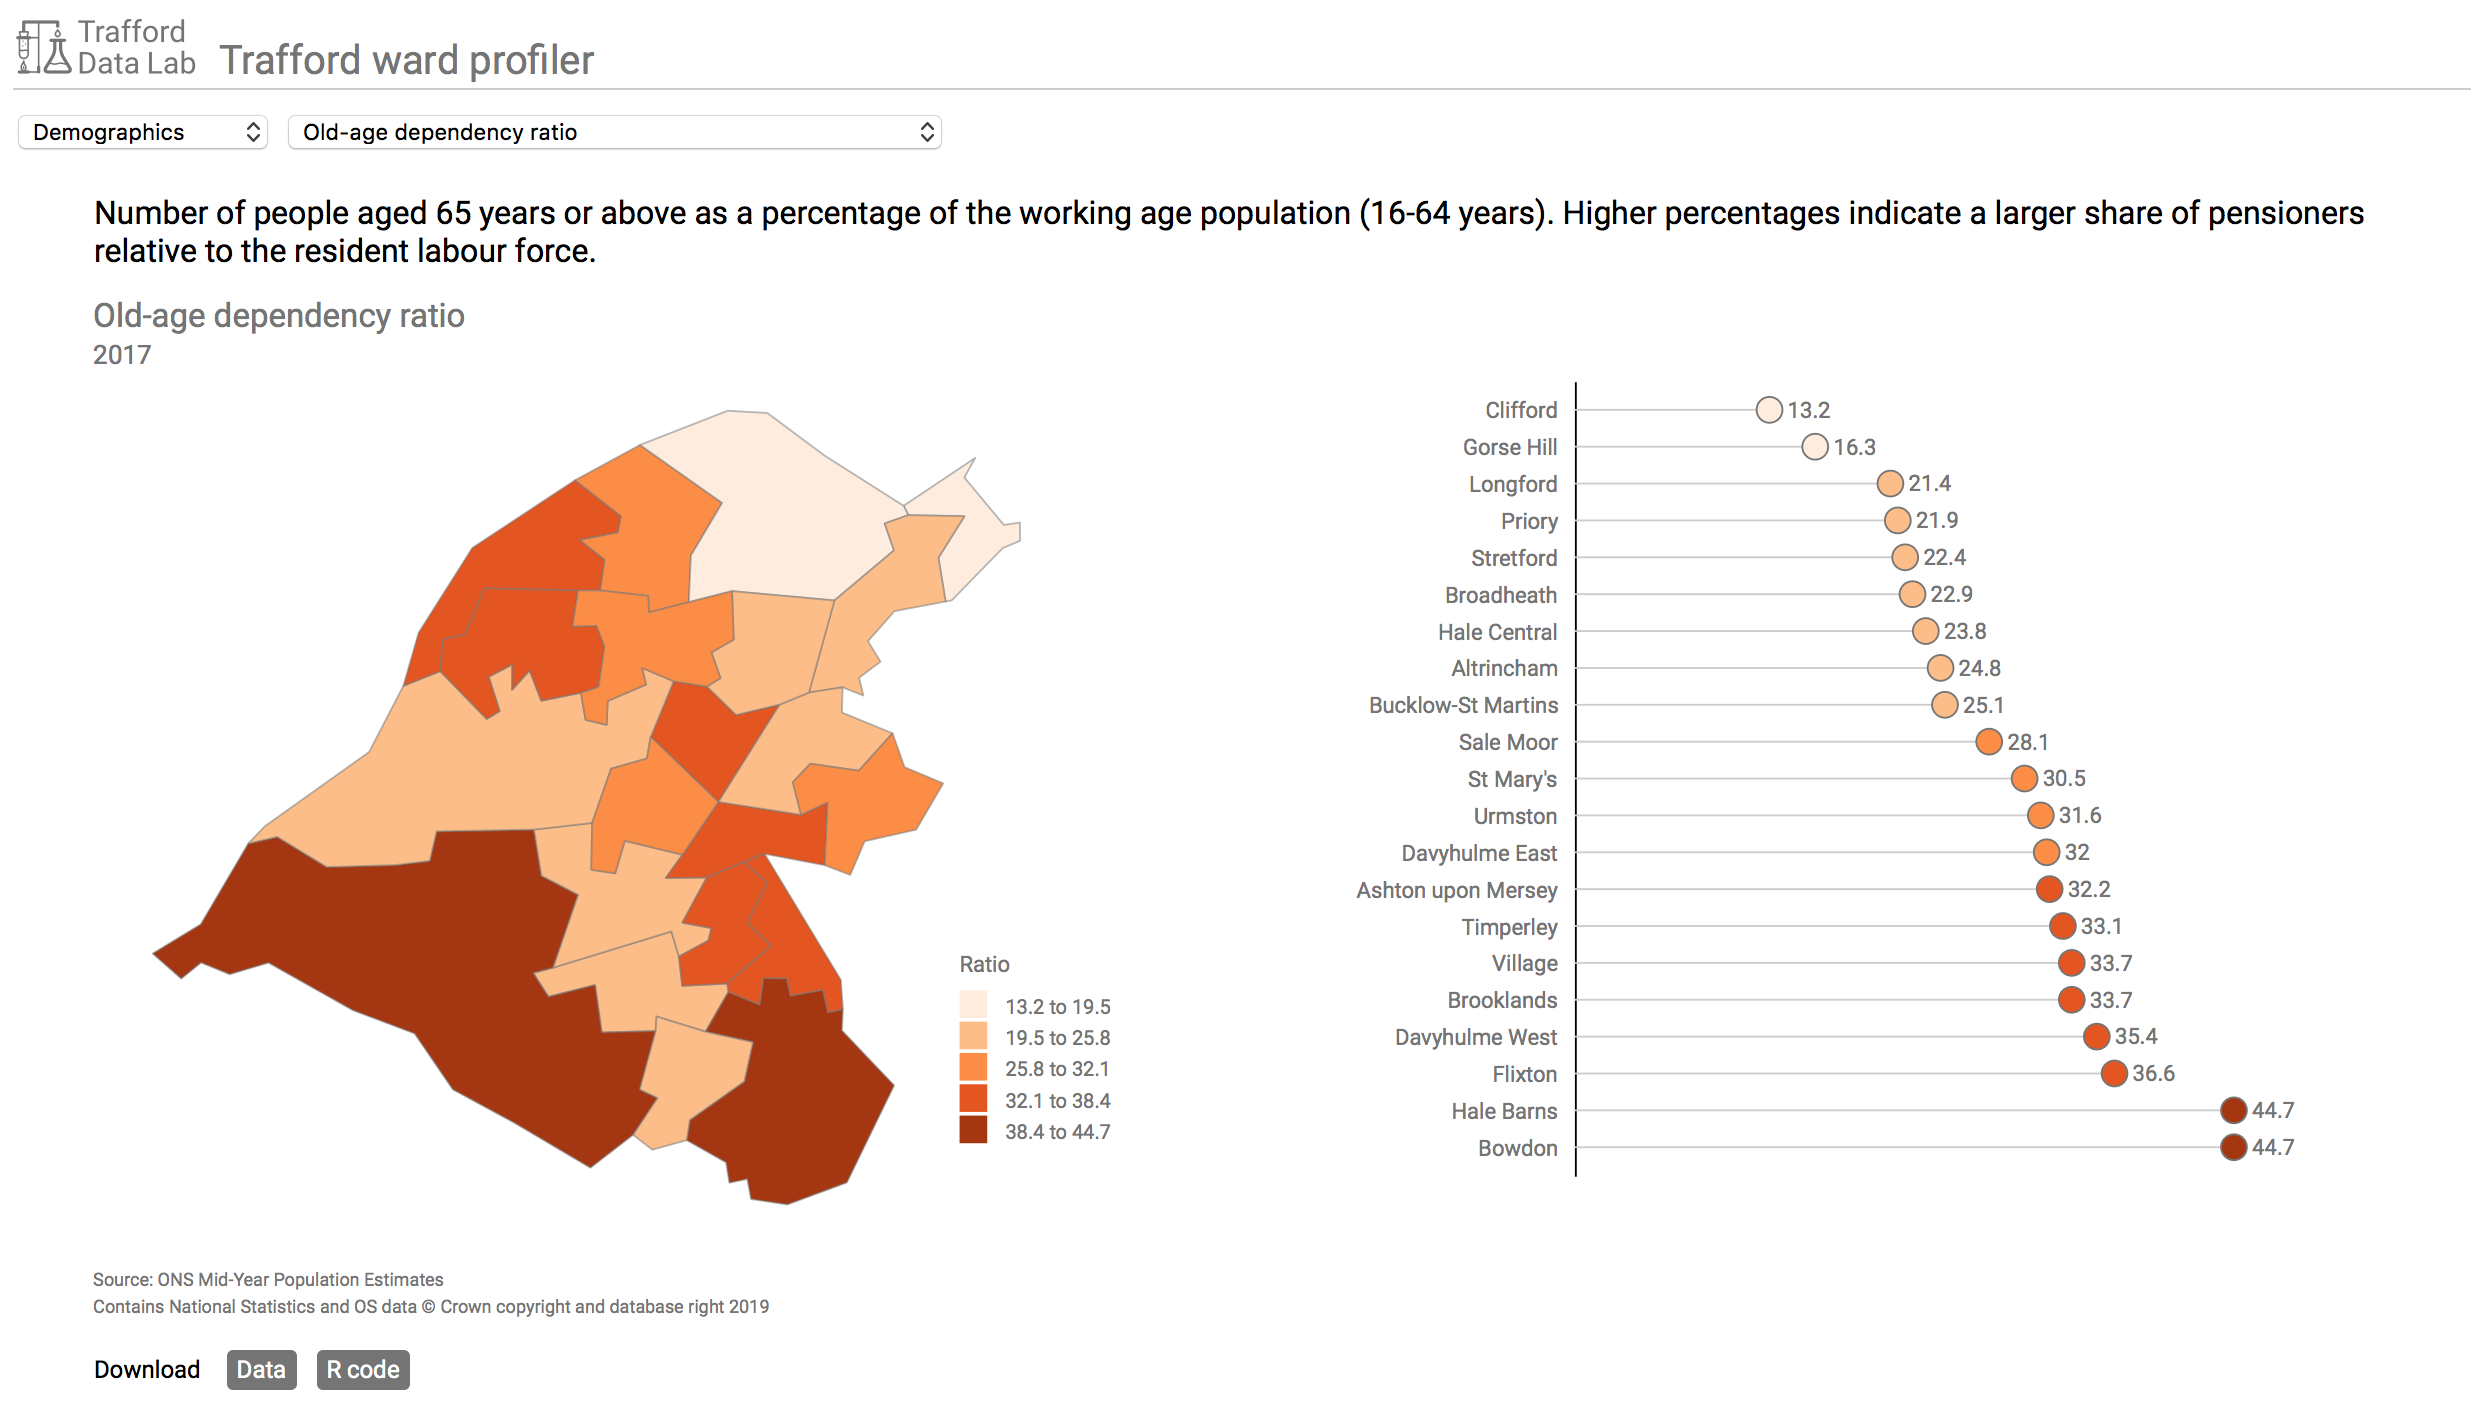 Trafford
Data Lab
Trafford ward profiler
Demographics
Old-age dependency ratio
Number of people aged 65 years or above as a percentage of the working age population (16-64 years). Higher percentages indicate a larger share of pensioners
relative to the resident labour force.
Old-age dependency ratio
2017
Ratio
13.2 to 19.5
19.5 to 25.8
25.8 to 32.1
32.1 to 38.4
38.4 to 44.7
Clifford 13.2
Gorse Hill 16.3
Longford 21.4
Priory 21.9
Stretford 22.4
Broadheath 22.9
Hale Central 23.8
Altrincham 24.8
Bucklow-St Martins 25.1
Sale Moor 28.1
St Mary's 30.5
Urmston 31.6
Davyhulme East 32
Ashton upon Mersey 32.2
Timperley 33.1
Village 33.7
Brooklands 33.7
Davyhulme West 35.4
Flixton 36.6
Hale Barns 44.7
Bowdon 44.7
Source: ONS Mid-Year Population Estimates
Contains National Statistics and OS data © Crown copyright and database right 2019
Download Data R code